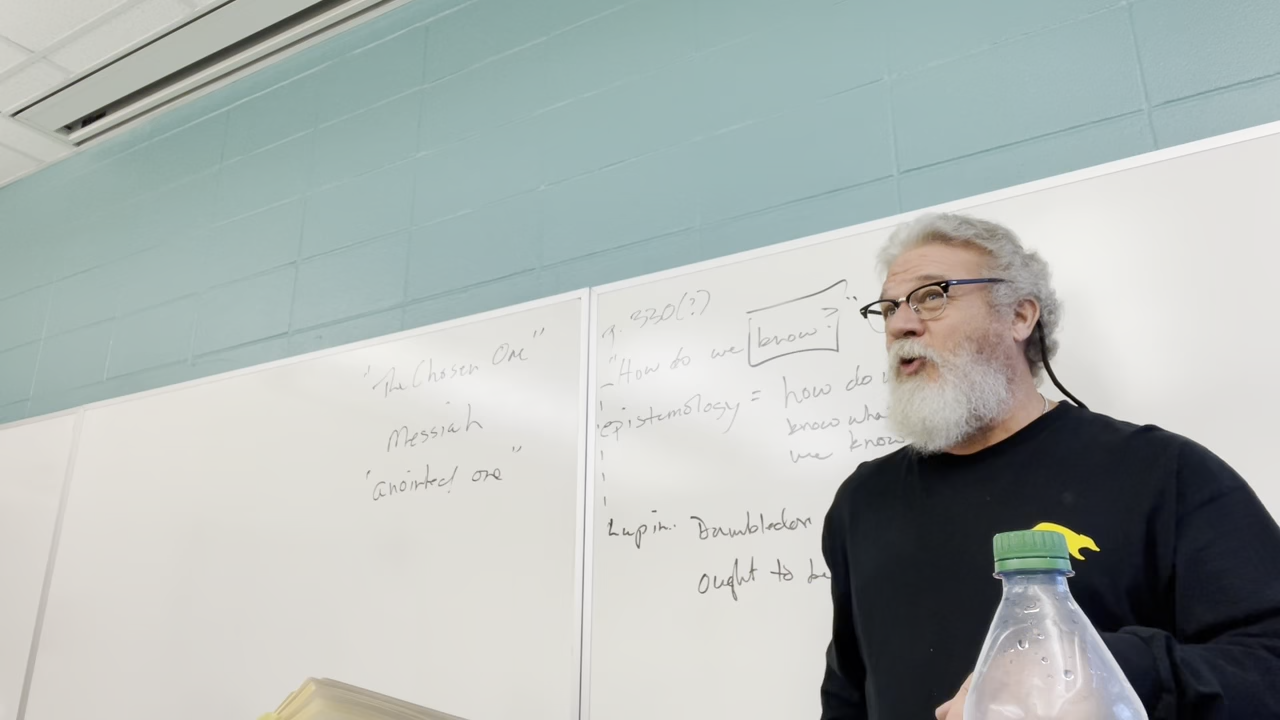 "The Chosen One"
Messiah
"anointed one"
q. 330(?)
"How do we know?"
epistemology = how do
know wha
we know
Lupin: Dumbledore
ought to be